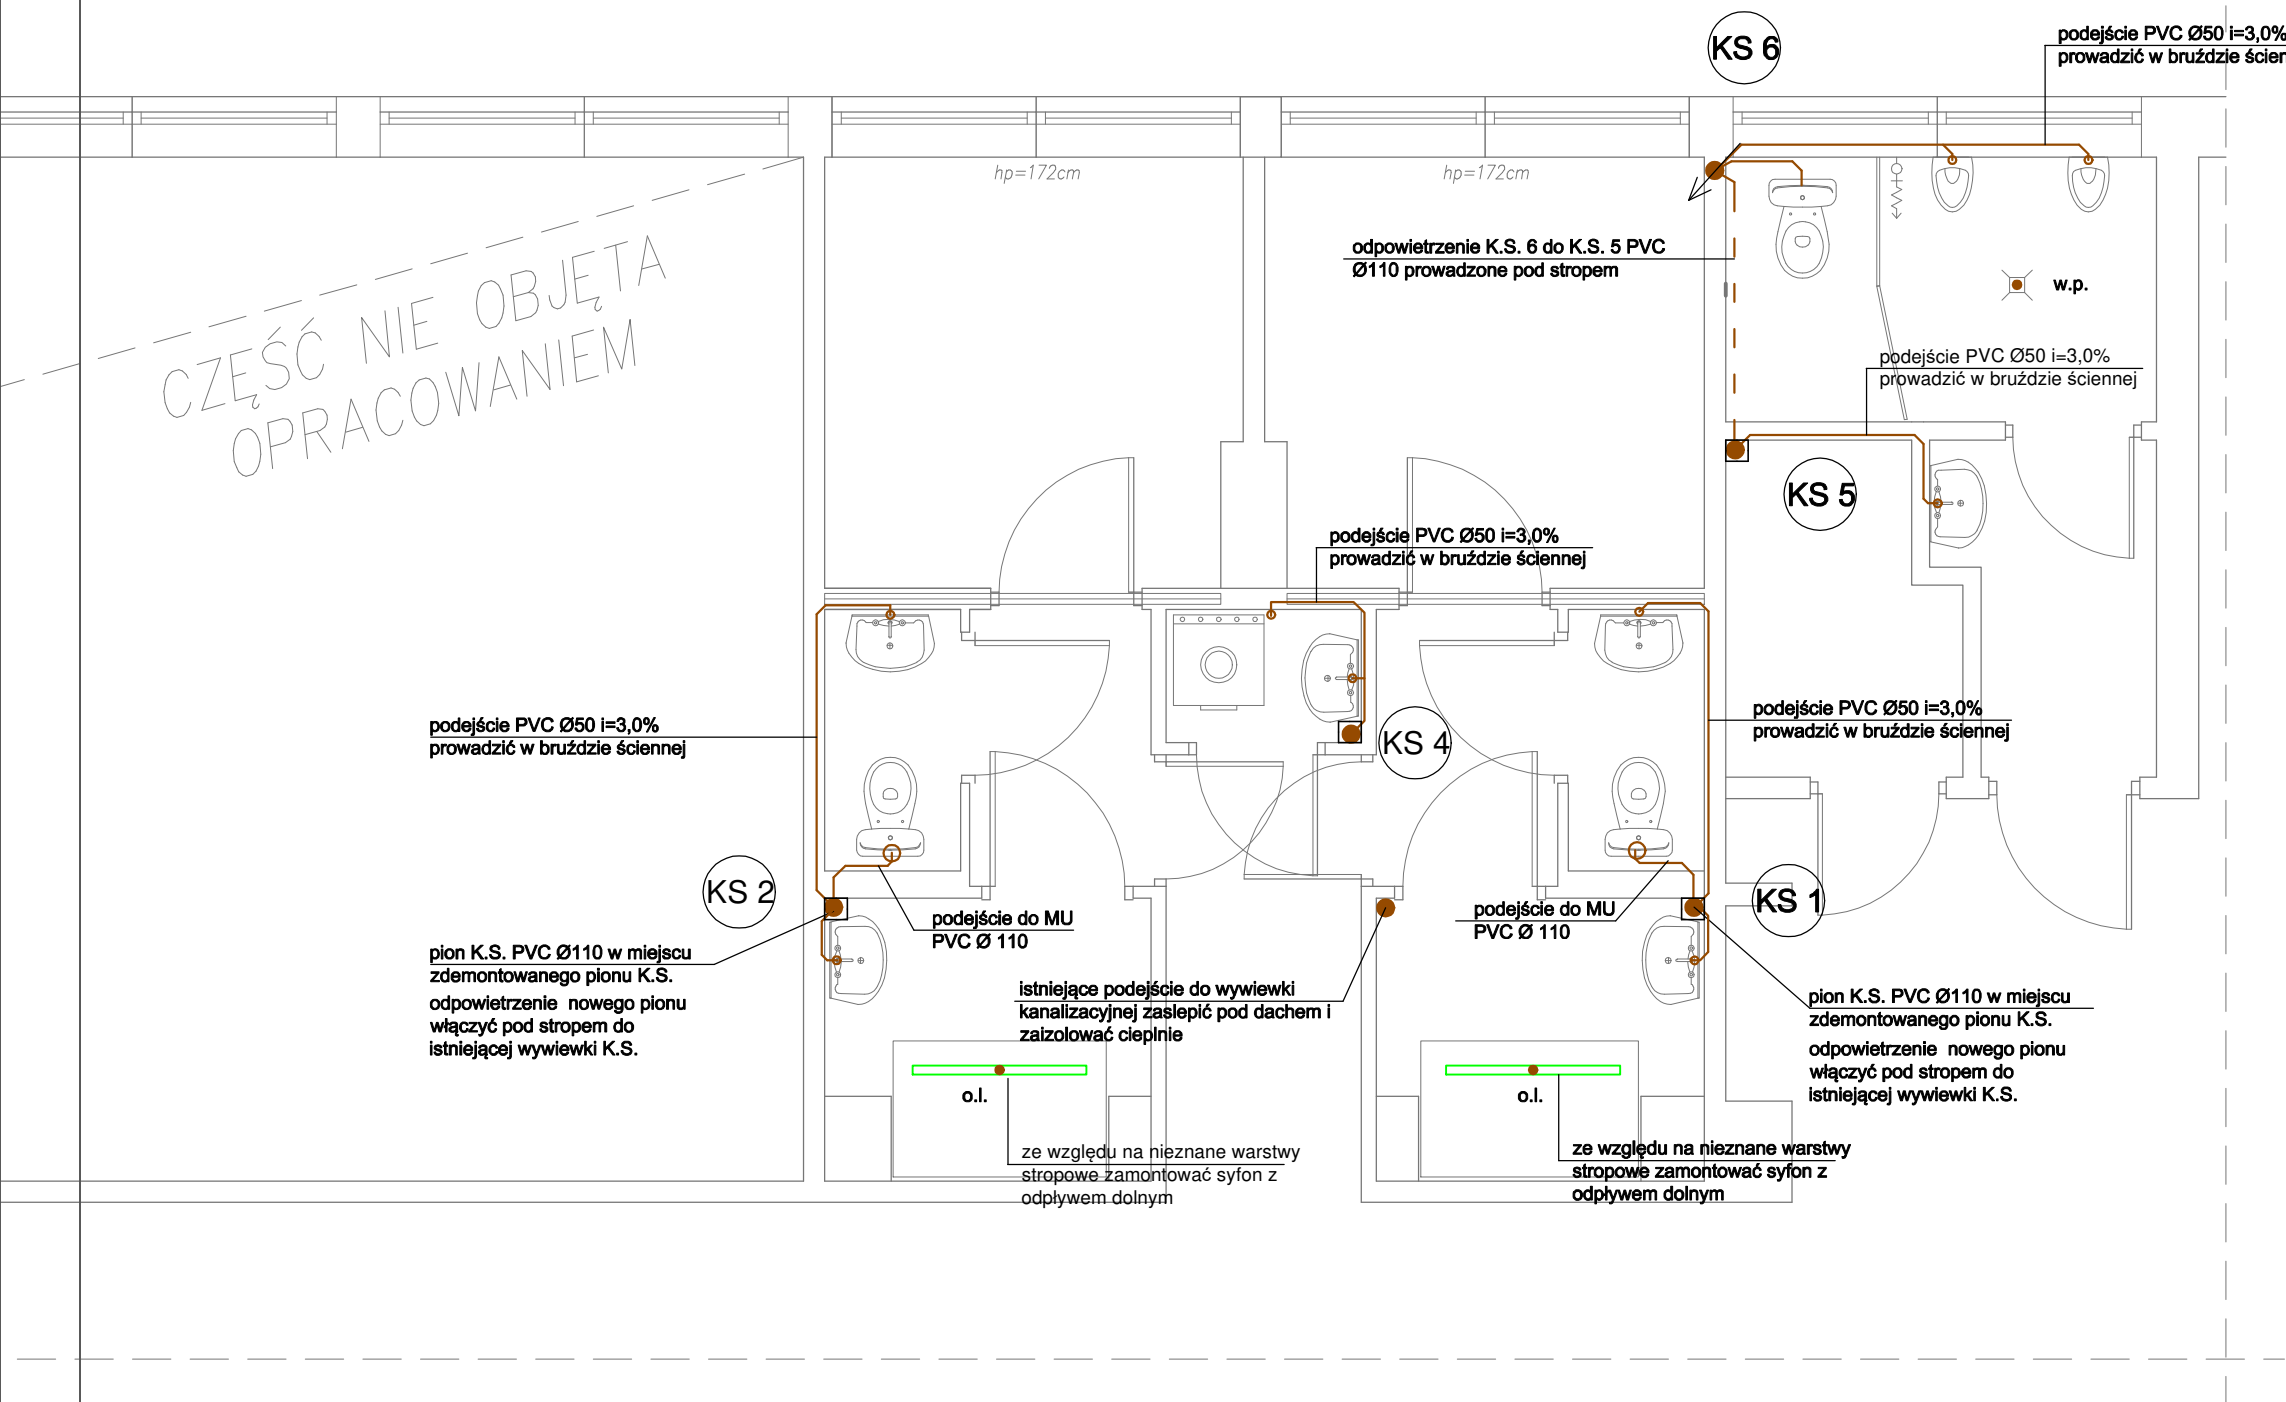 KS 6
podejście PVC Ø50 i=3,0%
prowadzić w bruździe ścien
hp=172cm
hp=172cm
CZĘŚĆ NIE OBJĘTA
OPRACOWANIEM
odpowietrzenie K.S. 6 do K.S. 5 PVC
Ø110 prowadzone pod stropem
w.p.
podejście PVC Ø50 i=3,0%
prowadzić w bruździe ściennej
KS 5
podejście PVC Ø50 i=3,0%
prowadzić w bruździe ściennej
podejście PVC Ø50 i=3,0%
prowadzić w bruździe ściennej
KS 4
podejście PVC Ø50 i=3,0%
prowadzić w bruździe ściennej
KS 2
podejście do MU
PVC Ø 110
podejście do MU
PVC Ø 110
KS 1
pion K.S. PVC Ø110 w miejscu
zdemontowanego pionu K.S.
odpowietrzenie nowego pionu
włączyć pod stropem do
istniejącej wywiewki K.S.
istniejące podejście do wywiewki
kanalizacyjnej zaslepić pod dachem i
zaizolować cieplnie
pion K.S. PVC Ø110 w miejscu
zdemontowanego pionu K.S.
odpowietrzenie nowego pionu
włączyć pod stropem do
istniejącej wywiewki K.S.
o.l.
o.l.
ze względu na nieznane warstwy
stropowe zamontować syfon z
odpływem dolnym
ze względu na nieznane warstwy
stropowe zamontować syfon z
odpływem dolnym